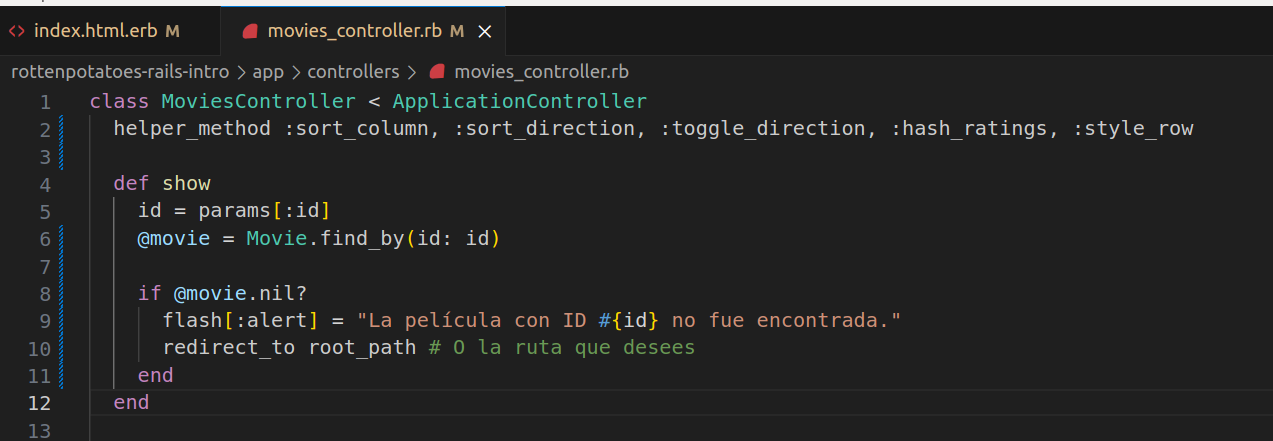 index.html.erb M movies_controller.rb M
rottenpotatoes-rails-intro > app > controllers > movies_controller.rb
1 class MoviesController < ApplicationController
2 helper_method :sort_column, :sort_direction, :toggle_direction, :hash_ratings, :style_row
3
4 def show
5 id = params[:id]
6 @movie = Movie.find_by(id: id)
7
8 if @movie.nil?
9 flash[:alert] = "La película con ID #{id} no fue encontrada."
10 redirect_to root_path # O la ruta que desees
11 end
12 end
13